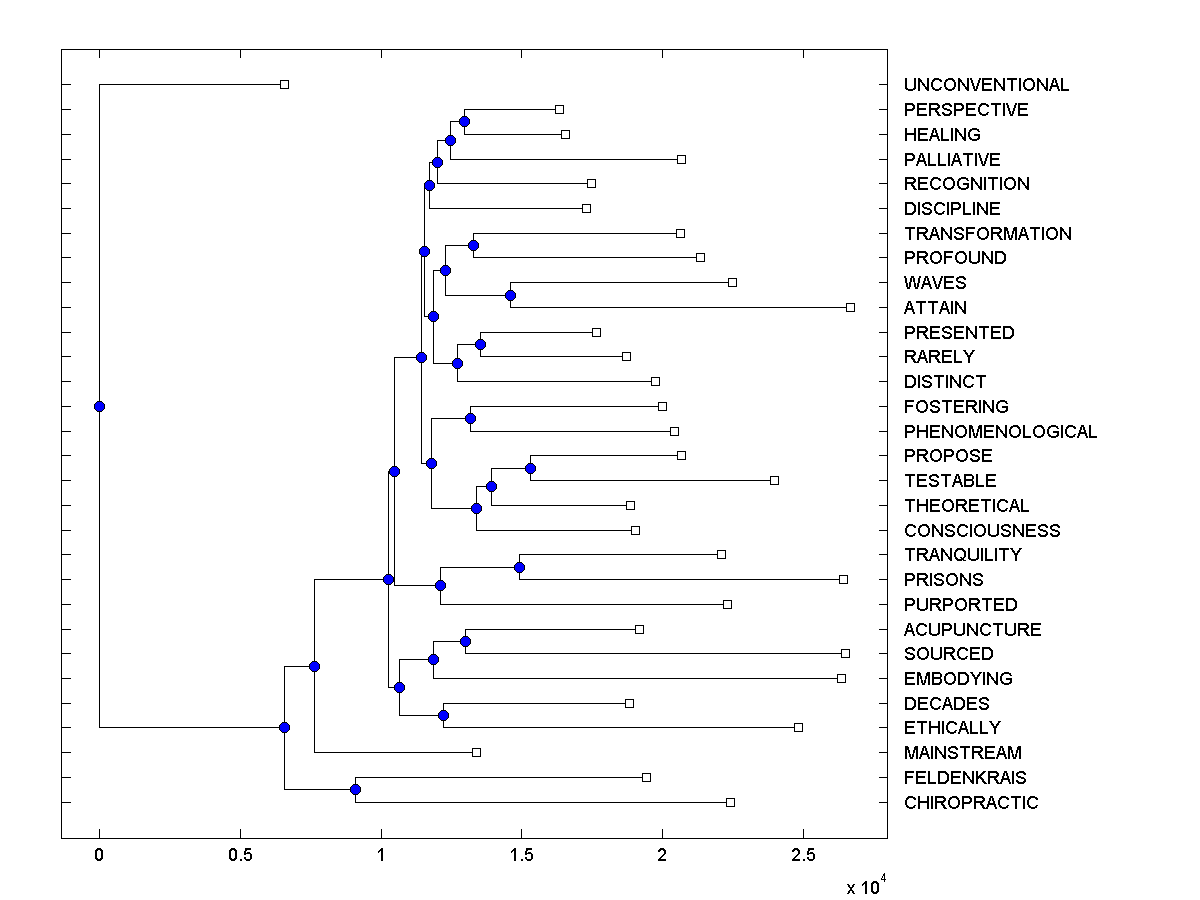 UNCONVENTIONAL
PERSPECTIVE
HEALING
PALLIATIVE
RECOGNITION
DISCIPLINE
TRANSFORMATION
PROFOUND
WAVES
ATTAIN
PRESENTED
RARELY
DISTINCT
FOSTERING
PHENOMENOLOGICAL
PROPOSE
TESTABLE
THEORETICAL
CONSCIOUSNESS
TRANQUILITY
PRISONS
PURPORTED
ACUPUNCTURE
SOURCED
EMBODYING
DECADES
ETHICALLY
MAINSTREAM
FELDENKRAIS
CHIROPRACTIC
0 0.5 1 1.5 2 2.5
x 10^4